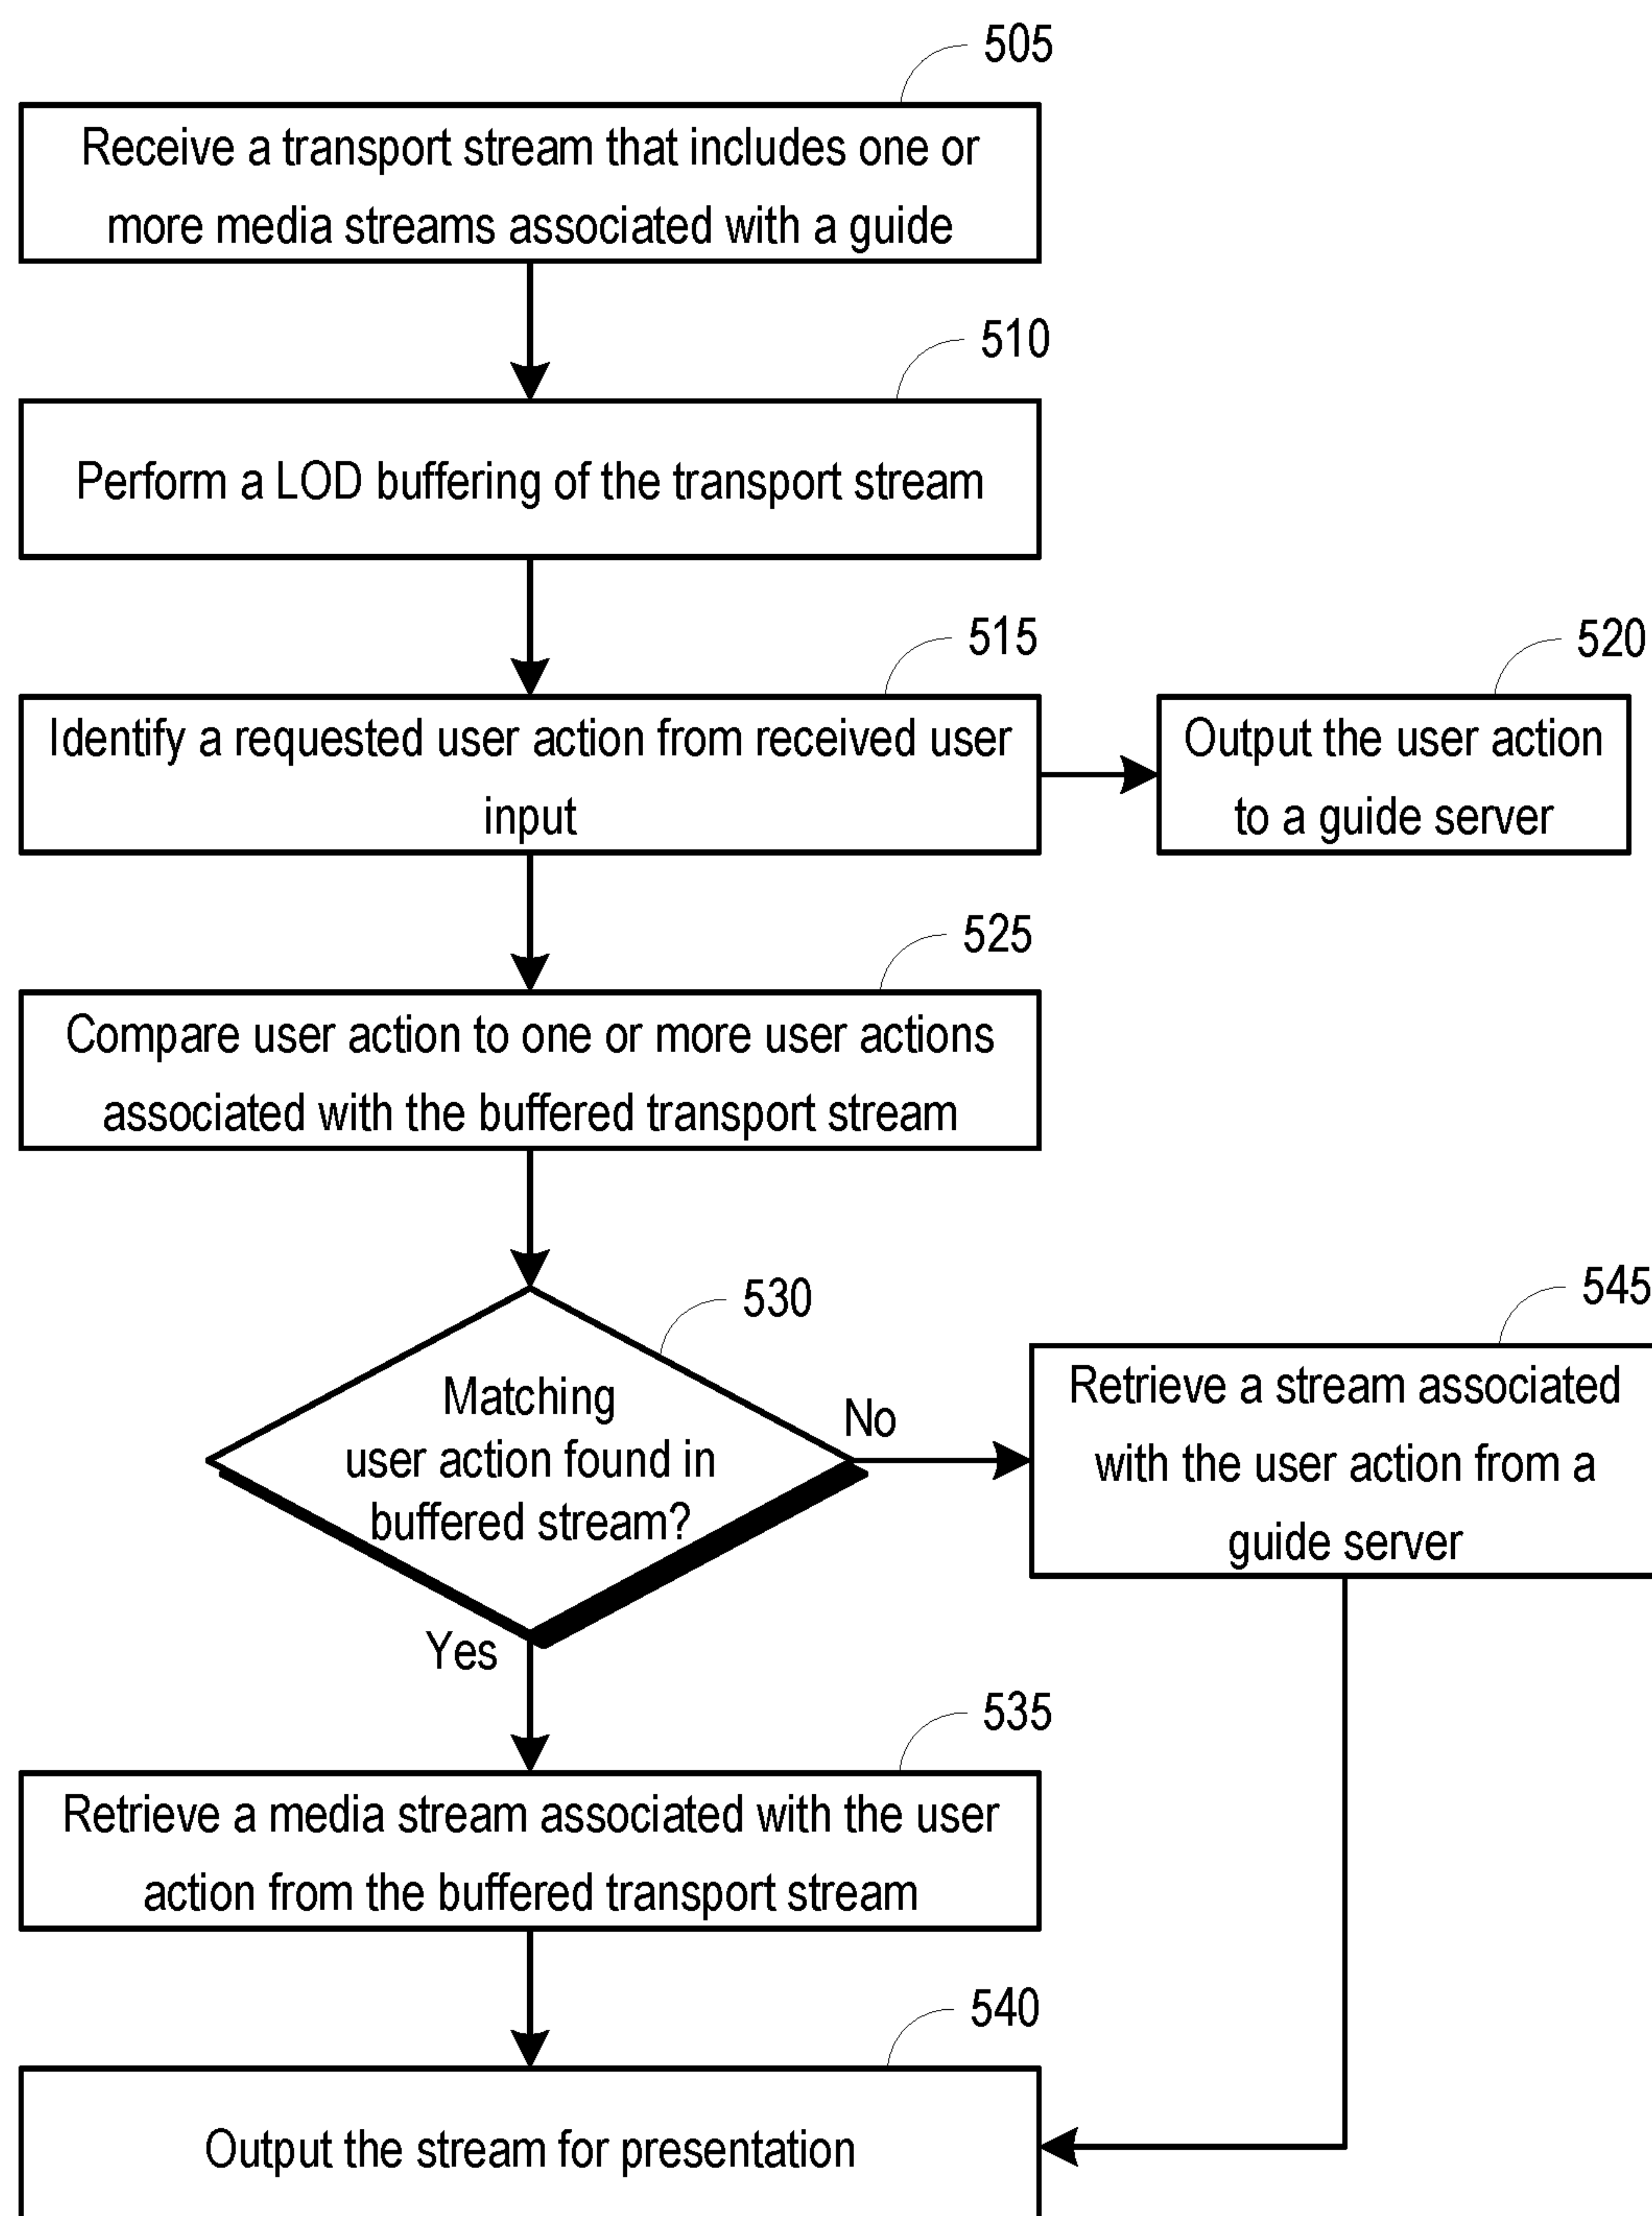 505
Receive a transport stream that includes one or
more media streams associated with a guide
510
Perform a LOD buffering of the transport stream
515
Identify a requested user action from received user
input
520
Output the user action
to a guide server
525
Compare user action to one or more user actions
associated with the buffered transport stream
530
Matching
user action found in
buffered stream?
No
545
Retrieve a stream associated
with the user action from a
guide server
Yes
535
Retrieve a media stream associated with the user
action from the buffered transport stream
540
Output the stream for presentation